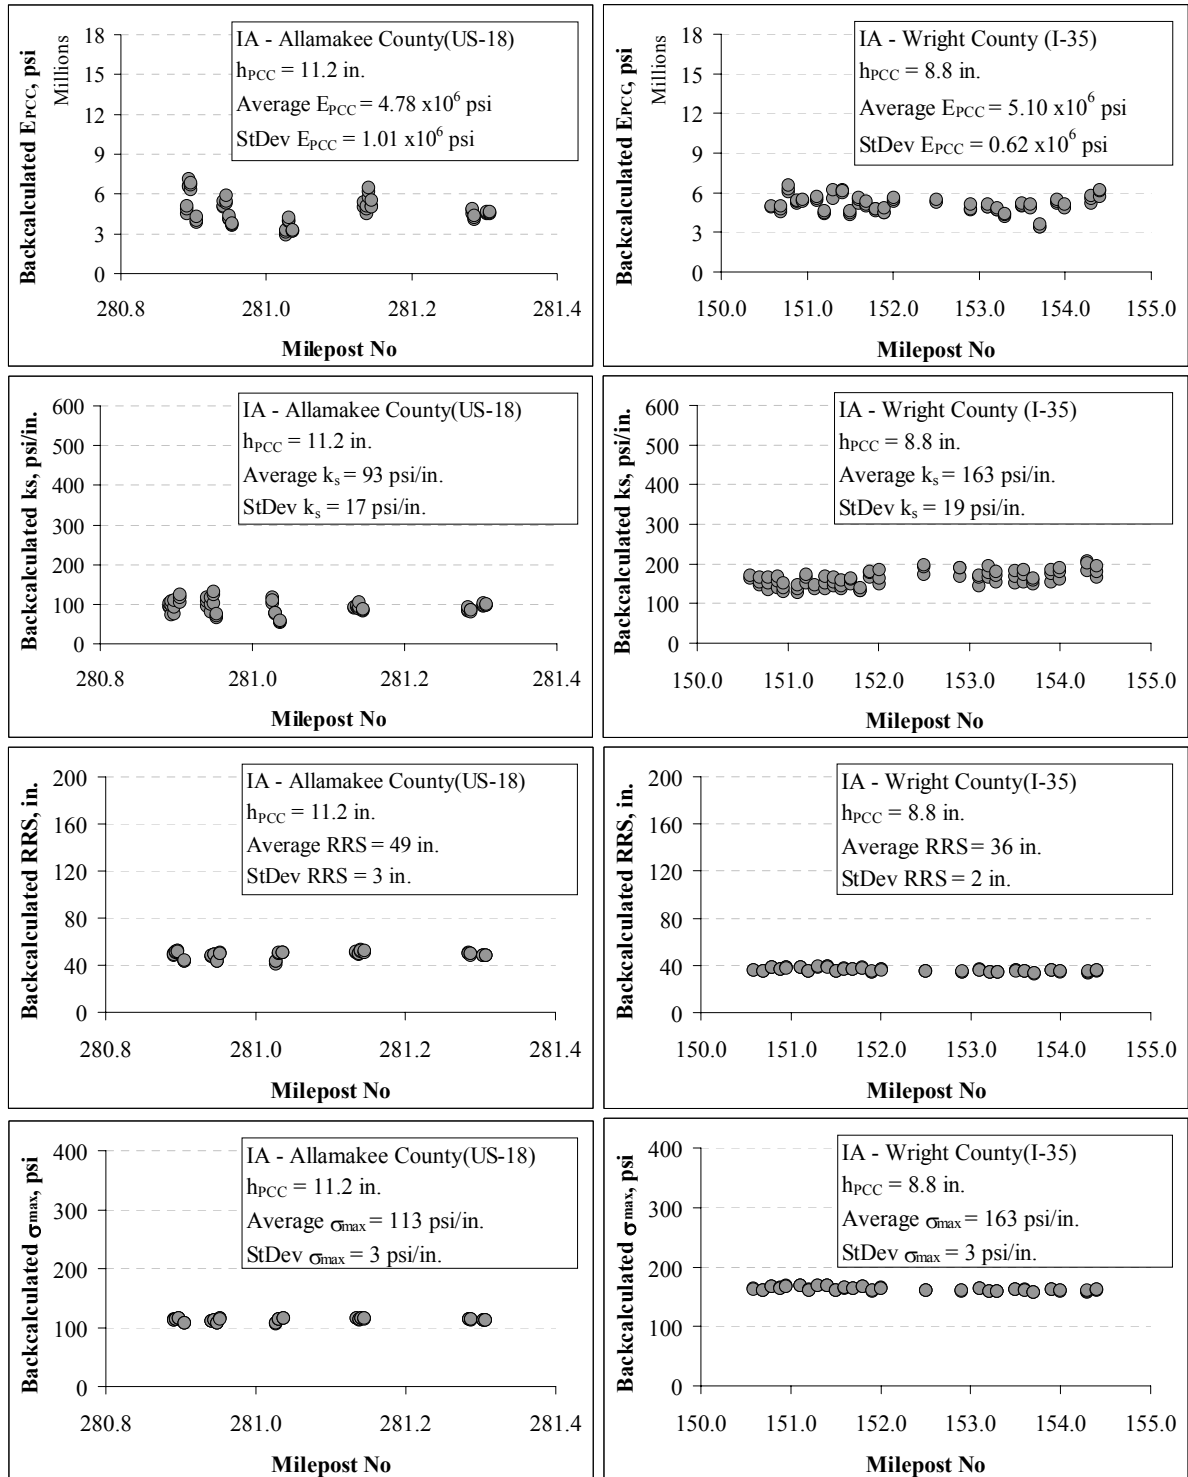 Backcalculated EPCC, psi
Millions
18
15
12
9
6
3
0
IA - Allamakee County(US-18)
hPCC = 11.2 in.
Average EPCC = 4.78 x10⁶ psi
StDev EPCC = 1.01 x10⁶ psi
280.8 281.0 281.2 281.4
Milepost No
Backcalculated EPCC, psi
Millions
18
15
12
9
6
3
0
IA - Wright County (I-35)
hPCC = 8.8 in.
Average EPCC = 5.10 x10⁶ psi
StDev EPCC = 0.62 x10⁶ psi
150.0 151.0 152.0 153.0 154.0 155.0
Milepost No
Backcalculated ks, psi/in.
600
500
400
300
200
100
0
IA - Allamakee County(US-18)
hPCC = 11.2 in.
Average ks = 93 psi/in.
StDev ks = 17 psi/in.
280.8 281.0 281.2 281.4
Milepost No
Backcalculated ks, psi/in.
600
500
400
300
200
100
0
IA - Wright County (I-35)
hPCC = 8.8 in.
Average ks = 163 psi/in.
StDev ks = 19 psi/in.
150.0 151.0 152.0 153.0 154.0 155.0
Milepost No
Backcalculated RRS, in.
200
160
120
80
40
0
IA - Allamakee County(US-18)
hPCC = 11.2 in.
Average RRS = 49 in.
StDev RRS = 3 in.
280.8 281.0 281.2 281.4
Milepost No
Backcalculated RRS, in.
200
160
120
80
40
0
IA - Wright County(I-35)
hPCC = 8.8 in.
Average RRS = 36 in.
StDev RRS = 2 in.
150.0 151.0 152.0 153.0 154.0 155.0
Milepost No
Backcalculated σmax, psi
400
300
200
100
0
IA - Allamakee County(US-18)
hPCC = 11.2 in.
Average σmax = 113 psi/in.
StDev σmax = 3 psi/in.
280.8 281.0 281.2 281.4
Milepost No
Backcalculated σmax, psi
400
300
200
100
0
IA - Wright County(I-35)
hPCC = 8.8 in.
Average σmax = 163 psi/in.
StDev σmax = 3 psi/in.
150.0 151.0 152.0 153.0 154.0 155.0
Milepost No